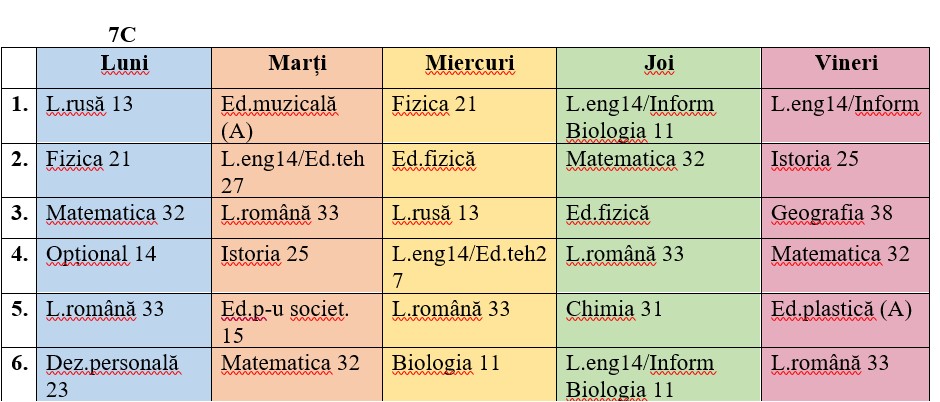 7C
Luni Marți Miercuri Joi Vineri
1. L.rusă 13 Ed.muzicală Fizica 21 L.eng14/Inform L.eng14/Inform
(A) Biologia 11
2. Fizica 21 L.eng14/Ed.teh Ed.fizică Matematica 32 Istoria 25
27
3. Matematica 32 L.română 33 L.rusă 13 Ed.fizică Geografia 38
4. Opțional 14 Istoria 25 L.eng14/Ed.teh2 L.română 33 Matematica 32
7
5. L.română 33 Ed.p-u societ. L.română 33 Chimia 31 Ed.plastică (A)
15
6. Dez.personală Matematica 32 Biologia 11 L.eng14/Inform L.română 33
23 Biologia 11